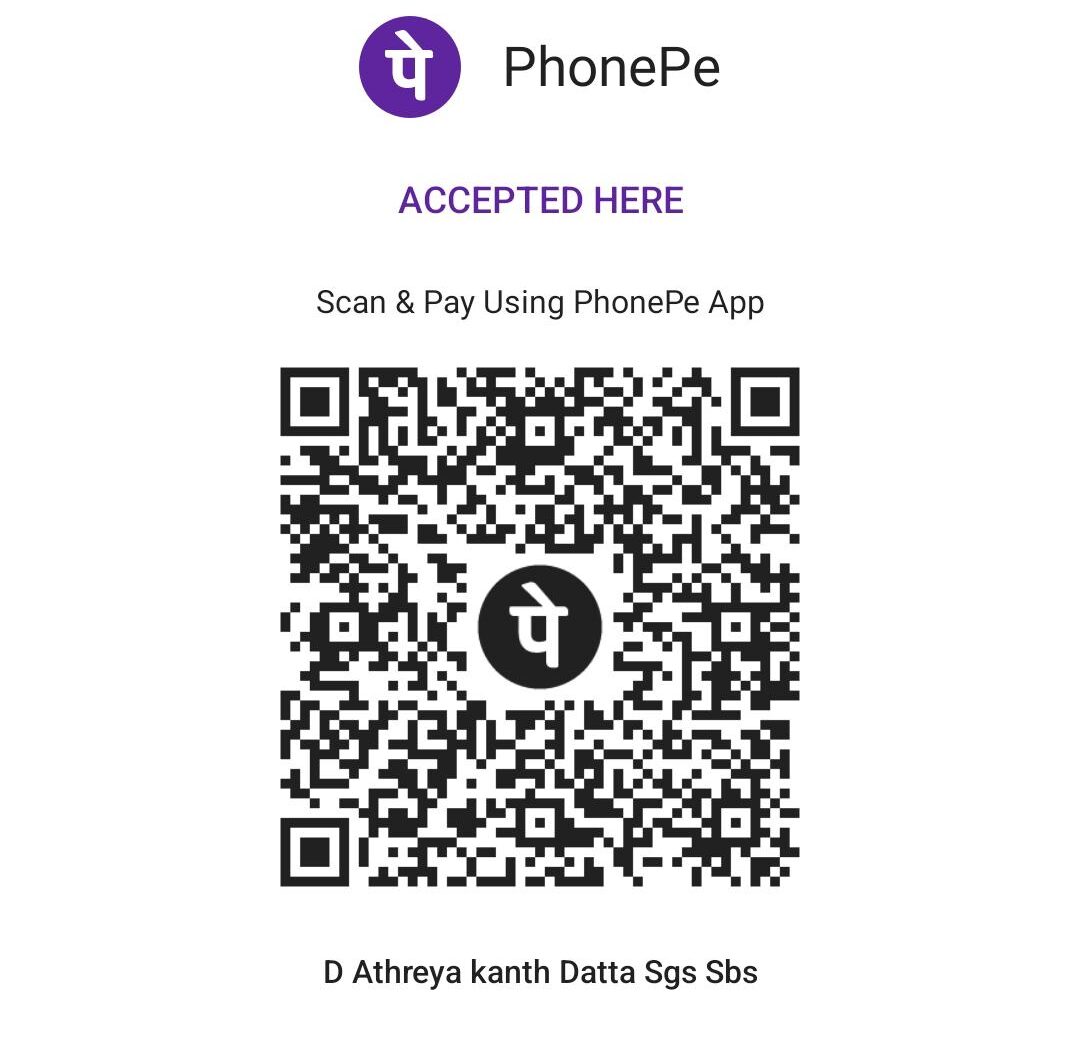 पे PhonePe
ACCEPTED HERE
Scan & Pay Using PhonePe App
पे
D Athreya kanth Datta Sgs Sbs